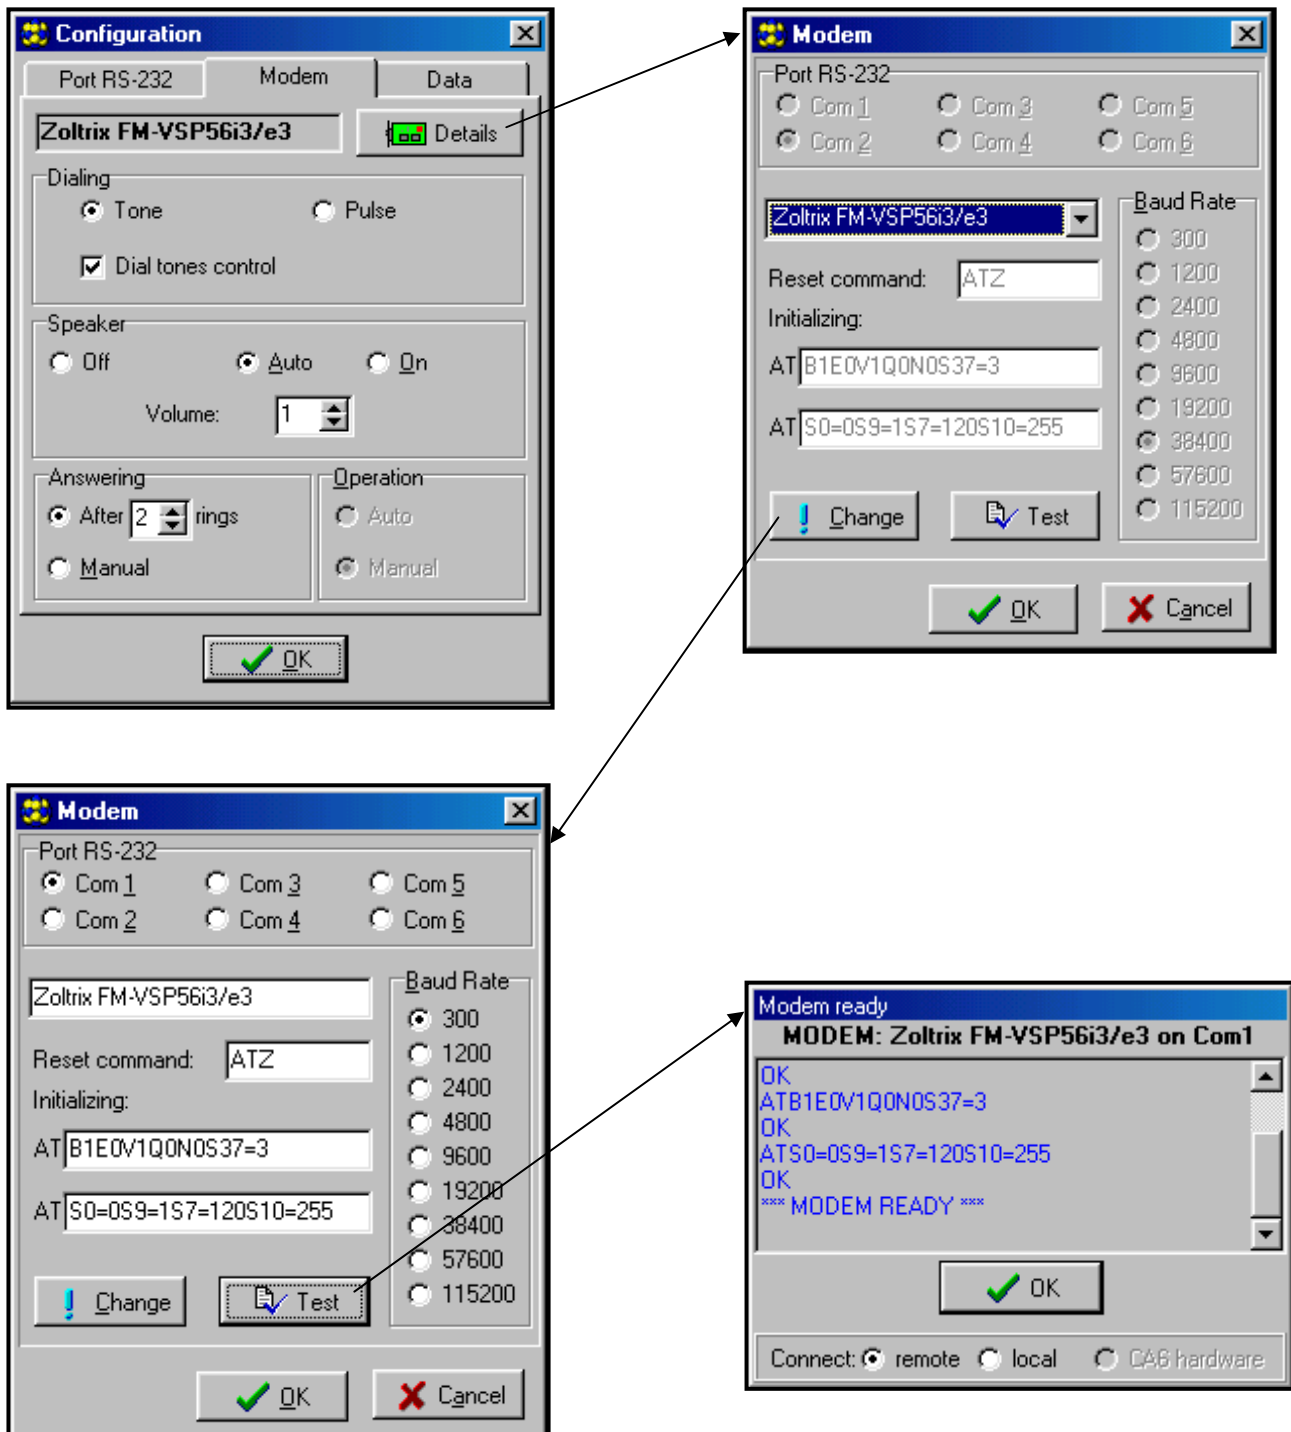 Configuration
Port RS-232 Modem Data
Zoltrix FM-VSP56i3/e3 Details
Dialing
Tone Pulse
Dial tones control
Speaker
Off Auto On
Volume: 1
Answering Operation
After 2 rings Auto
Manual Manual
OK
Modem
Port RS-232
Com 1 Com 3 Com 5
Com 2 Com 4 Com 6
Zoltrix FM-VSP56i3/e3
Reset command: ATZ
Initializing:
AT B1E0V1Q0N0S37=3
AT S0=0S9=1S7=120S10=255
Baud Rate
300
1200
2400
4800
9600
19200
38400
57600
115200
Change Test
OK Cancel
Modem
Port RS-232
Com 1 Com 3 Com 5
Com 2 Com 4 Com 6
Zoltrix FM-VSP56i3/e3
Reset command: ATZ
Initializing:
AT B1E0V1Q0N0S37=3
AT S0=0S9=1S7=120S10=255
Baud Rate
300
1200
2400
4800
9600
19200
38400
57600
115200
Change Test
OK Cancel
Modem ready
MODEM: Zoltrix FM-VSP56i3/e3 on Com1
OK
ATB1E0V1Q0N0S37=3
OK
ATS0=0S9=1S7=120S10=255
OK
*** MODEM READY ***
OK
Connect: remote local CA6 hardware